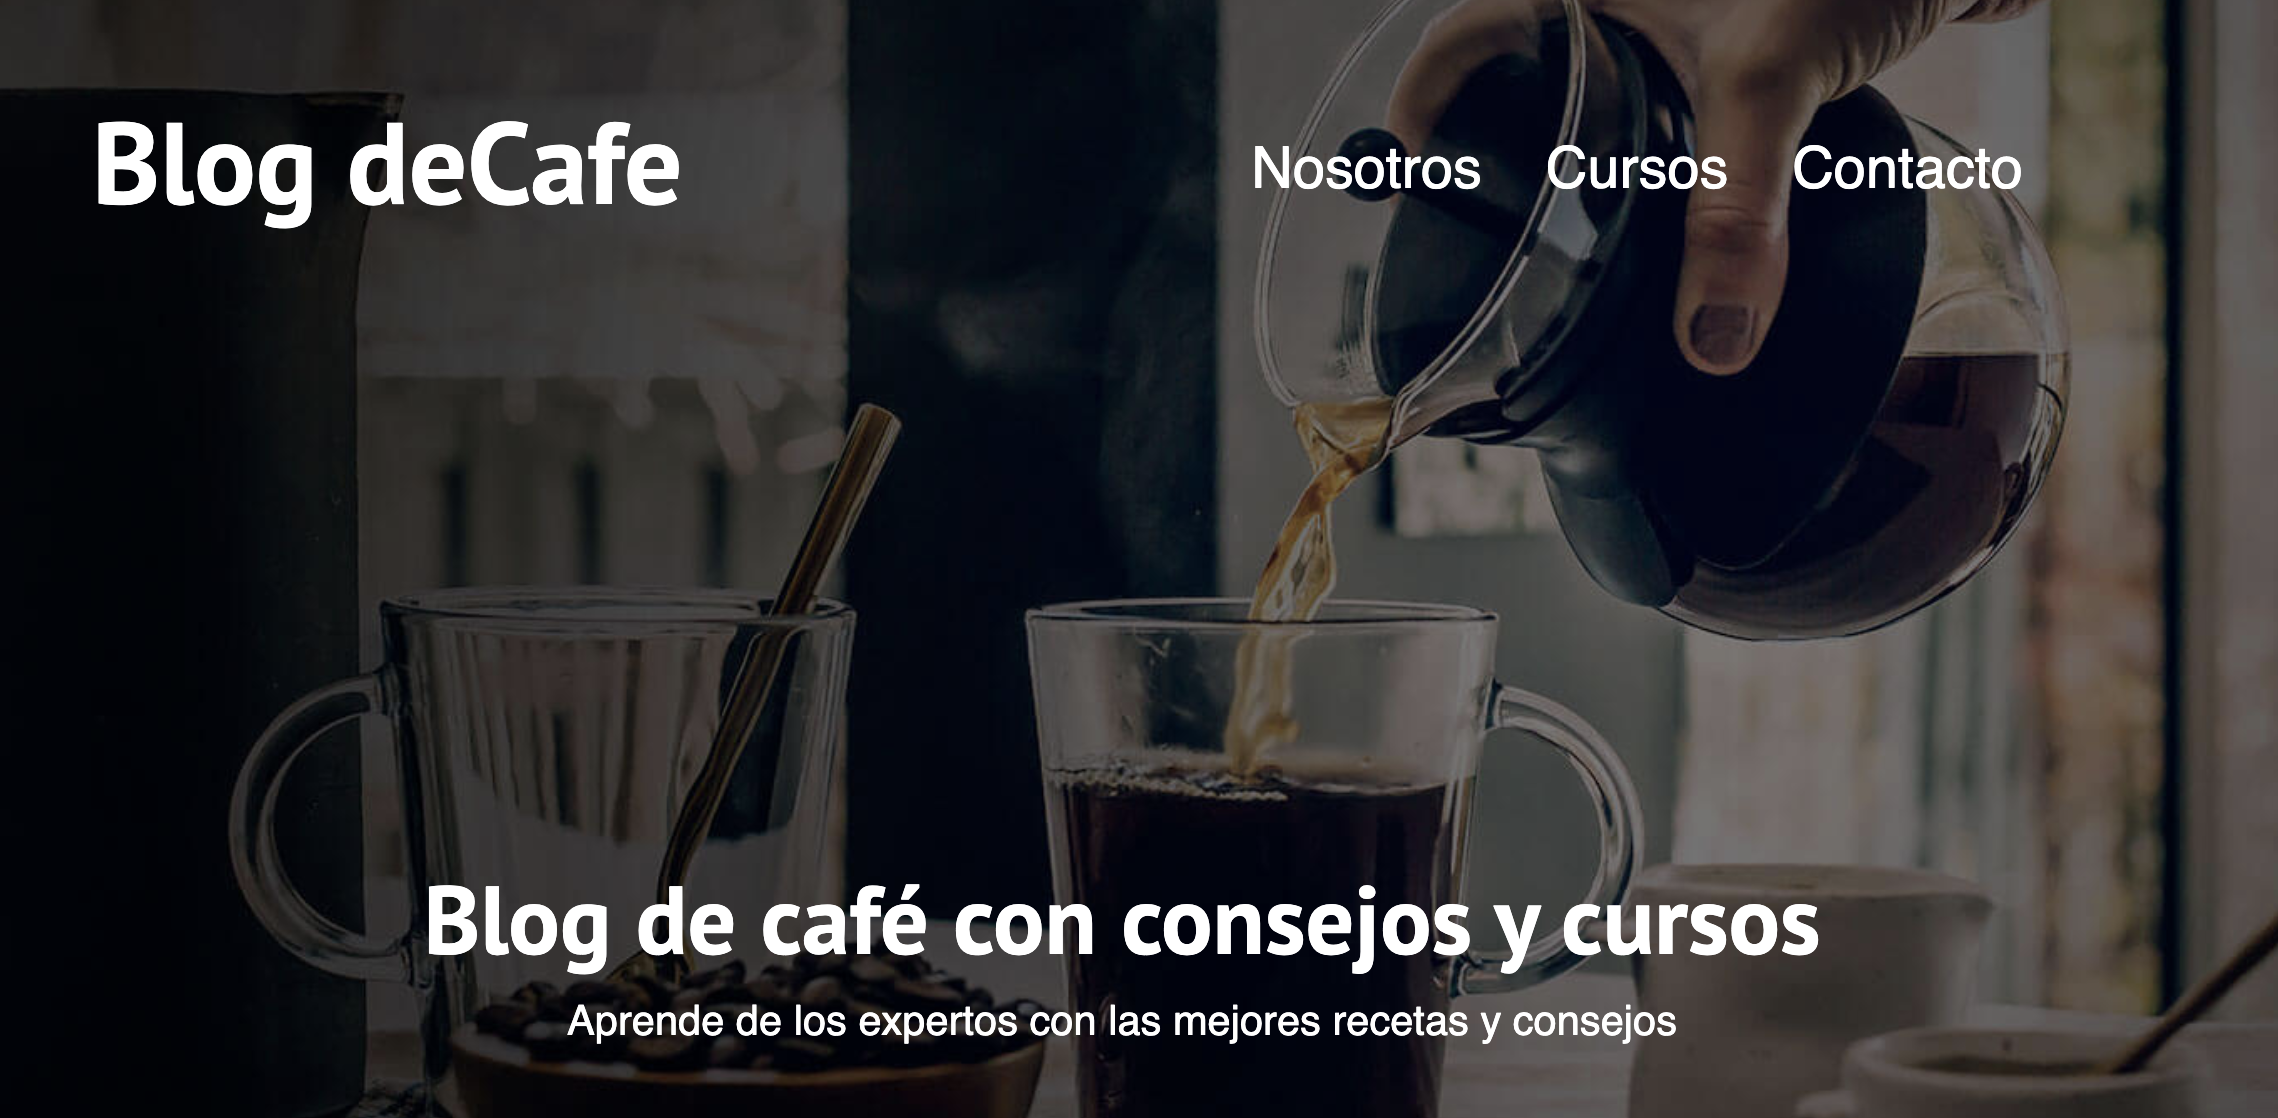 Blog deCafe
Nosotros Cursos Contacto
Blog de café con consejos y cursos
Aprende de los expertos con las mejores recetas y consejos